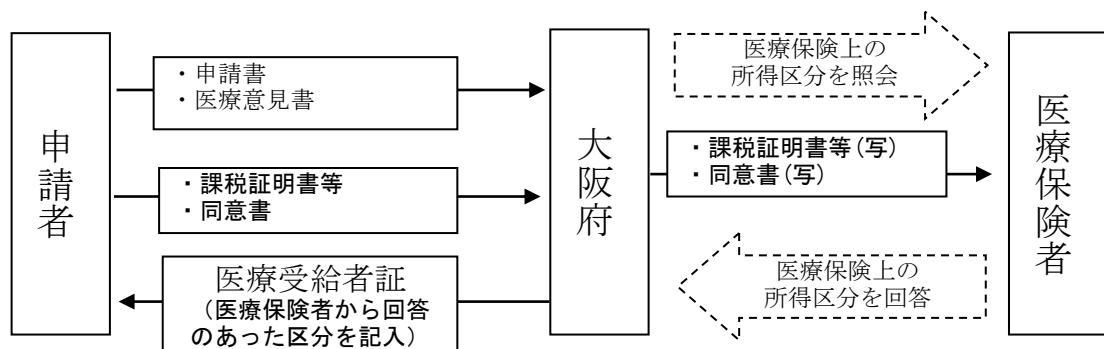 申請者
・申請書
・医療意見書
・課税証明書等
・同意書
医療受給者証
（医療保険者から回答
のあった区分を記入）
大阪府
医療保険上の
所得区分を照会
・課税証明書等(写)
・同意書(写)
医療保険上の
所得区分を回答
医療保険者